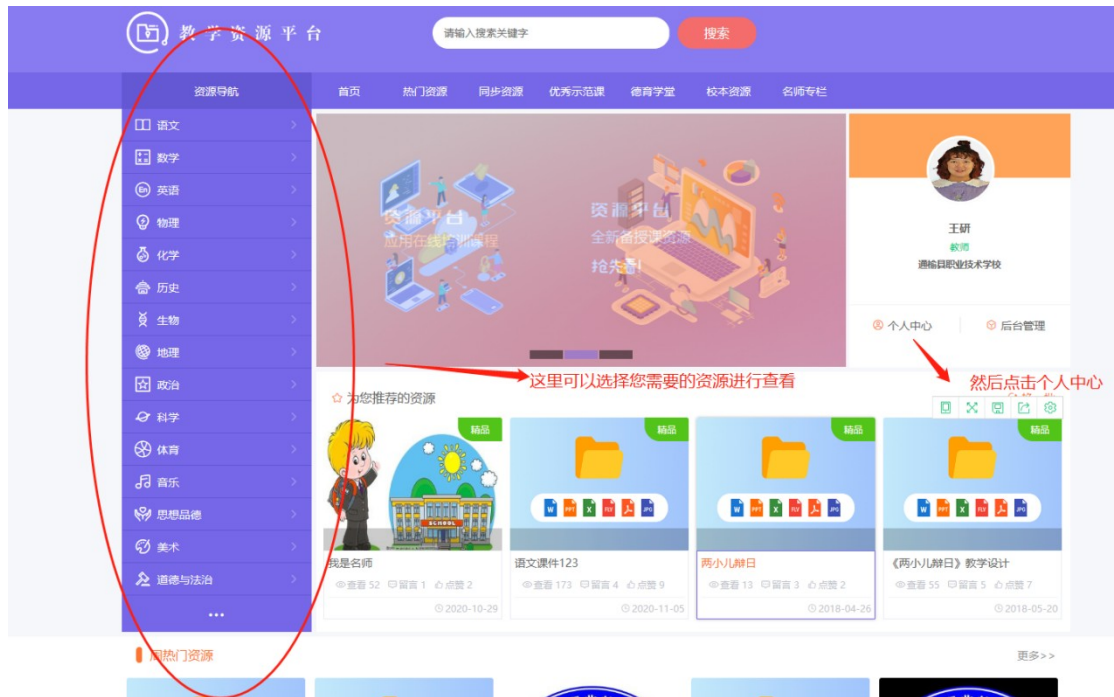 教学资源平台
请输入搜索关键字
搜索
资源导航
首页
热门资源
同步资源
优秀示范课
德育学堂
校本资源
名师专栏
语文
数学
En 英语
物理
化学
历史
生物
地理
政治
科学
体育
音乐
思想品德
美术
道德与法治
•••
资源平台
应用在线培训课程
资源平台
全新备授课资源
抢先看!
王研
教师
通榆县职业技术学校
个人中心
后台管理
这里可以选择您需要的资源进行查看
然后点击个人中心
为您推荐的资源
精品
SCHOOL
我是名师
查看 52 留言 1 点赞 2
2020-10-29
精品
W PPT X FLV JPG
语文课件123
查看 173 留言 4 点赞 9
2020-11-05
精品
W PPT X FLV JPG
两小儿辩日
查看 13 留言 3 点赞 2
2018-04-26
精品
W PPT X FLV JPG
《两小儿辩日》教学设计
查看 55 留言 5 点赞 7
2018-05-20
周热门资源
更多>>